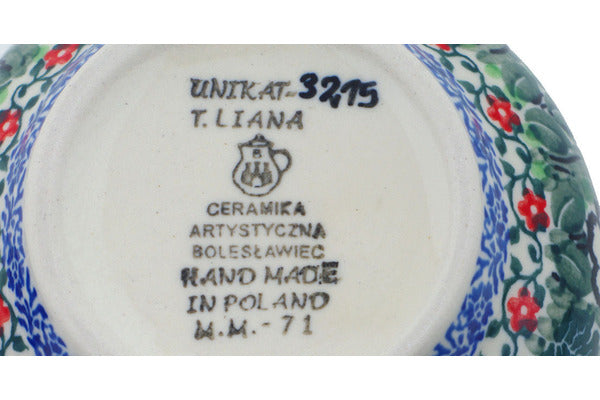 UNIKAT-3215
T. LIANA
B
CERAMIKA
ARTYSTYCZNA
BOLESŁAWIEC
HAND MADE
IN POLAND
M.M.-71